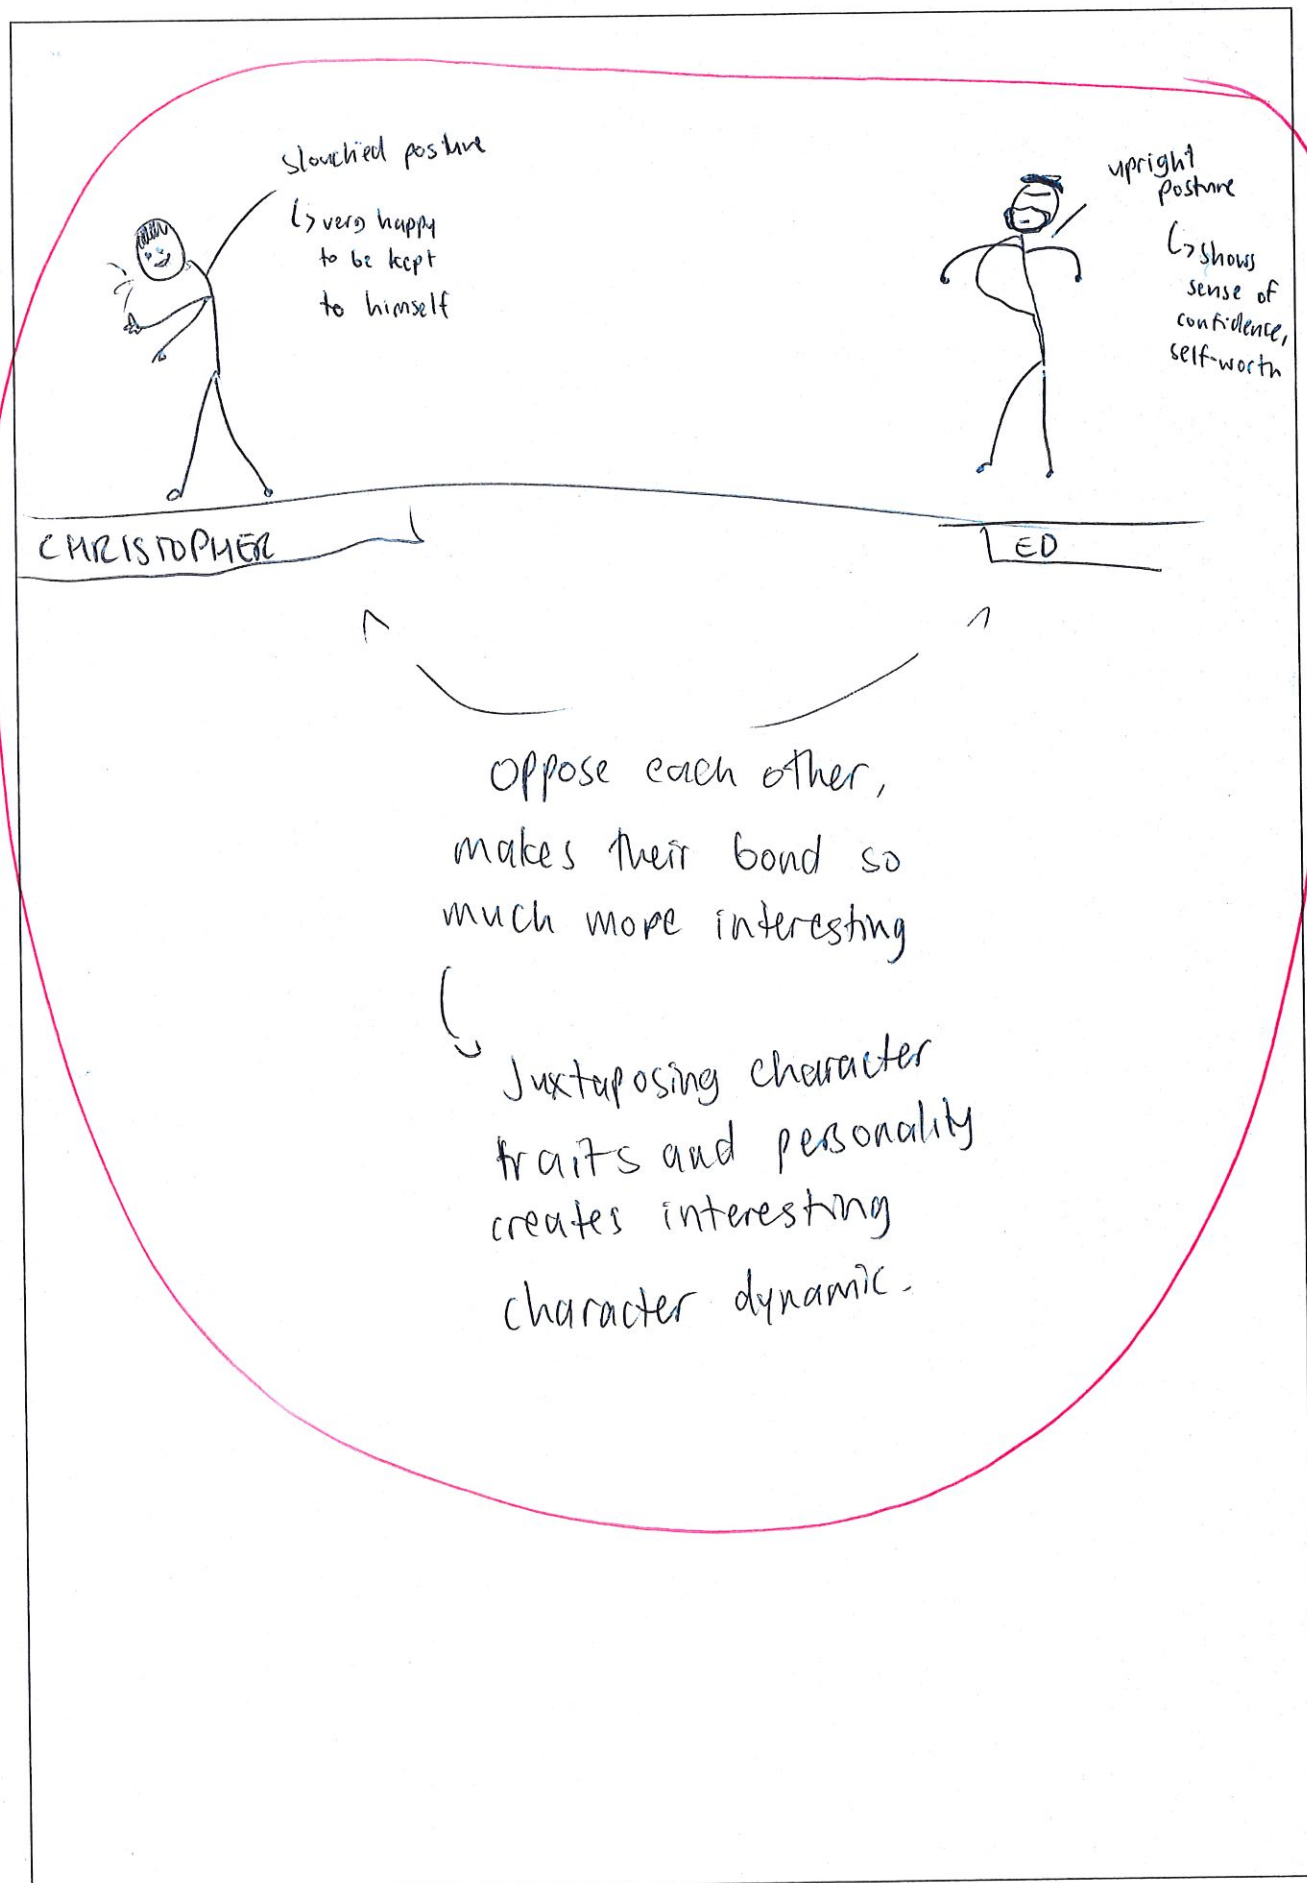 slouched posture
↳ very happy
to be kept
to himself
upright
posture
↳ shows
sense of
confidence,
self-worth
CHRISTOPHER
ED
oppose each other,
makes their bond so
much more interesting
Juxtaposing character
traits and personality
creates interesting
character dynamic.